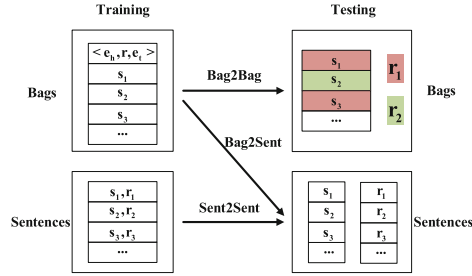 Training
Testing
Bags
< e_h, r, e_t >
s_1
s_2
s_3
...
Bag2Bag
s_1
s_2
s_3
...
r_1
r_2
Bags
Bag2Sent
Sentences
s_1, r_1
s_2, r_2
s_3, r_3
...
Sent2Sent
s_1
s_2
s_3
...
r_1
r_2
r_3
...
Sentences